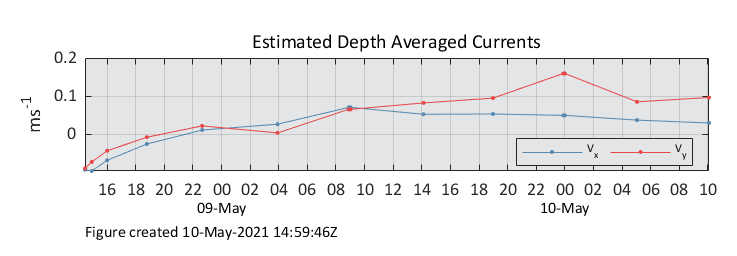 Estimated Depth Averaged Currents
ms-1
0.2
0.1
0
Vx
Vy
16 18 20 22 00 02 04 06 08 10 12 14 16 18 20 22 00 02 04 06 08 10
09-May 10-May
Figure created 10-May-2021 14:59:46Z